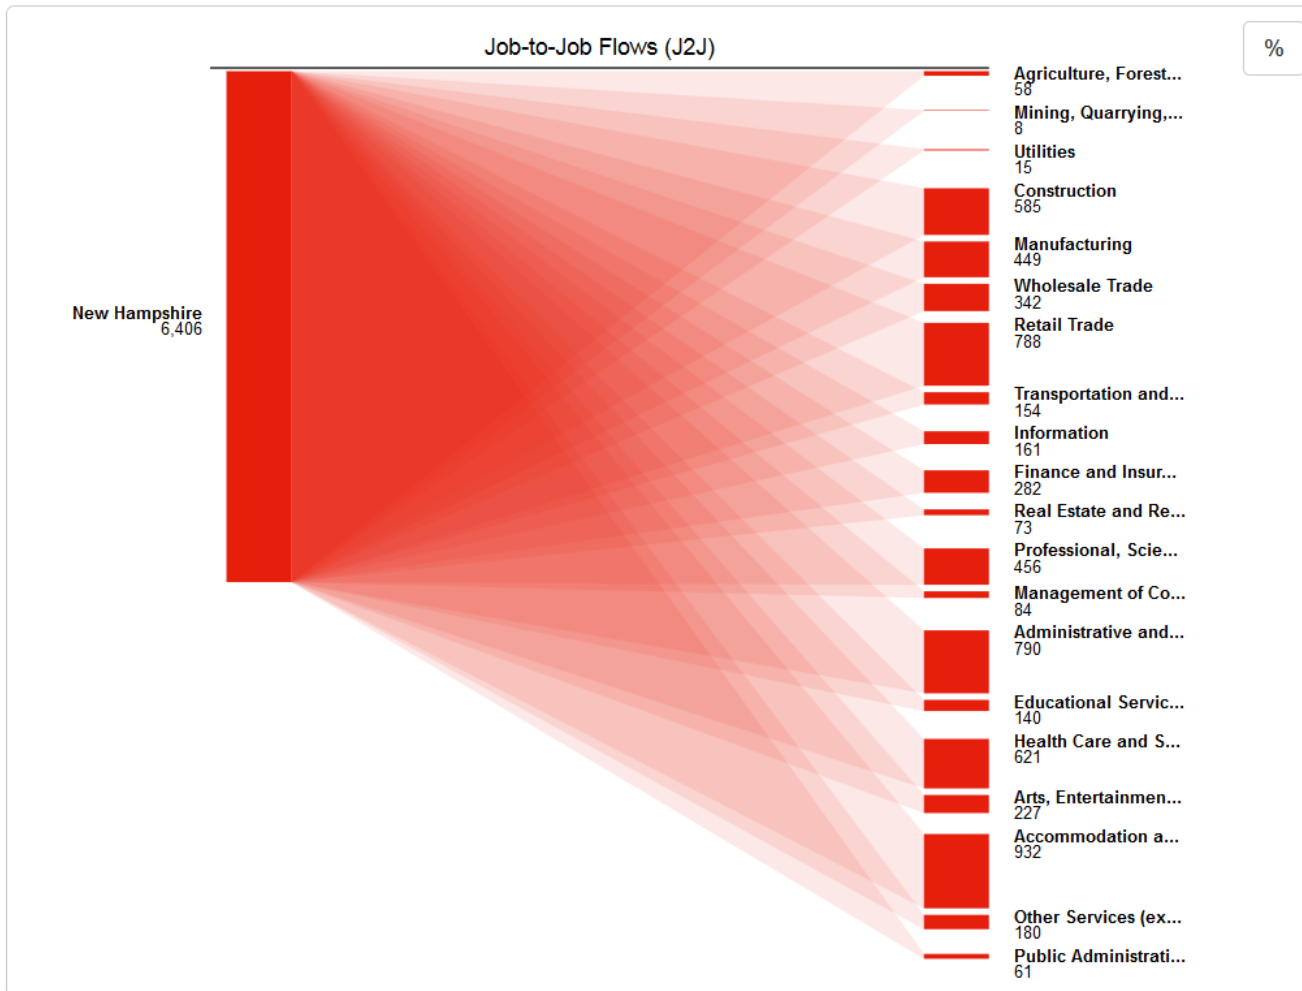 Job-to-Job Flows (J2J)
%
New Hampshire
6,406
Agriculture, Forest...
58
Mining, Quarrying,...
8
Utilities
15
Construction
585
Manufacturing
449
Wholesale Trade
342
Retail Trade
788
Transportation and...
154
Information
161
Finance and Insur...
282
Real Estate and Re...
73
Professional, Scie...
456
Management of Co...
84
Administrative and...
790
Educational Servic...
140
Health Care and S...
621
Arts, Entertainmen...
227
Accommodation a...
932
Other Services (ex...
180
Public Administrati...
61